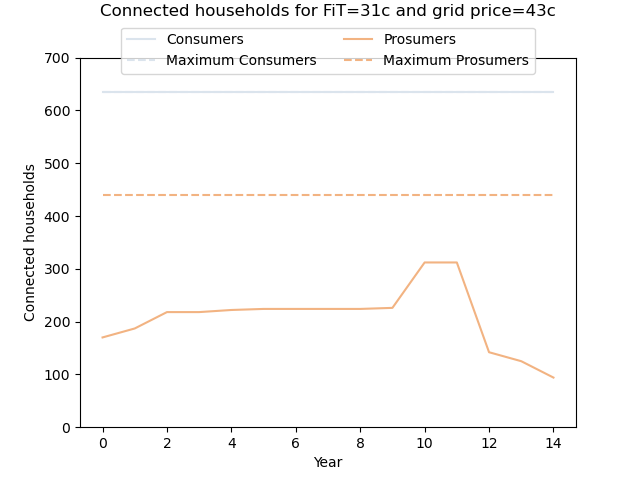 Connected households for FiT=31c and grid price=43c
Consumers
Maximum Consumers
Prosumers
Maximum Prosumers
Connected households
700
600
500
400
300
200
100
0
0 2 4 6 8 10 12 14
Year